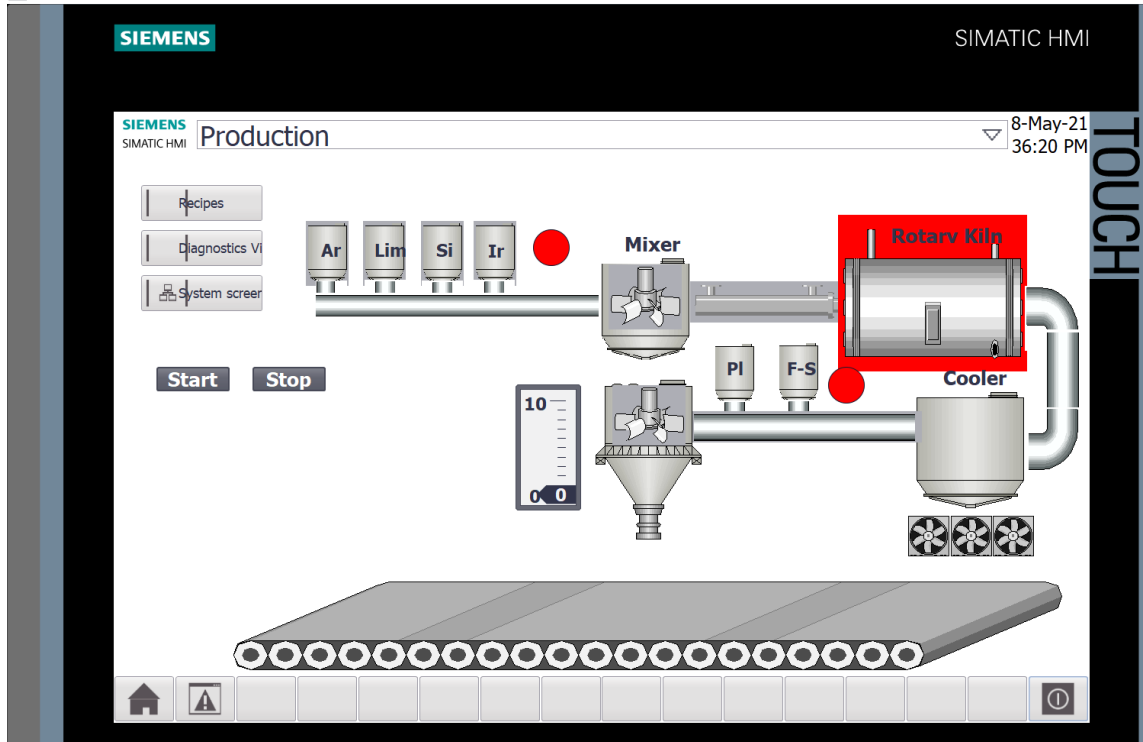 SIEMENS
SIMATIC HMI
TOUCH
SIEMENS
SIMATIC HMI
Production
8-May-21
36:20 PM
Recipes
Diagnostics Vi
System screer
Ar
Lim
Si
Ir
Mixer
Rotary Kiln
Start
Stop
Pl
F-S
Cooler
10
0
0